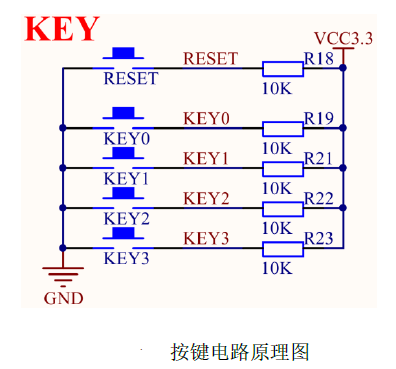 KEY
VCC3.3
RESET R18
RESET 10K
KEY0 R19
KEY0 10K
KEY1 R21
KEY1 10K
KEY2 R22
KEY2 10K
KEY3 R23
KEY3 10K
GND
按键电路原理图